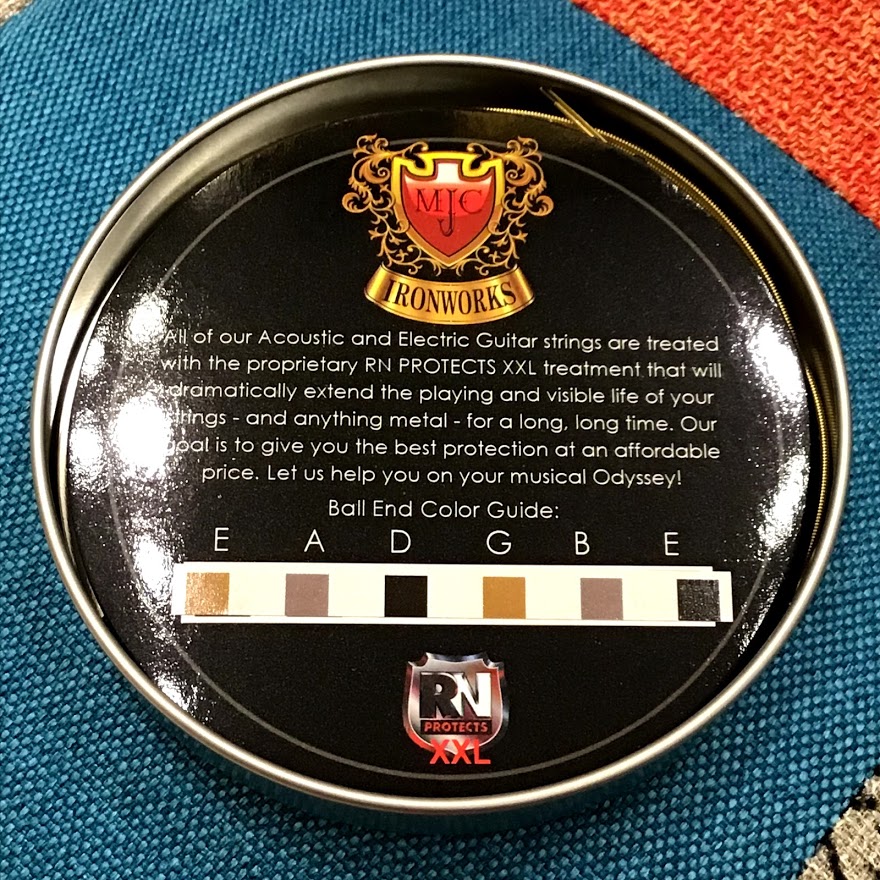 MJC
IRONWORKS
All of our Acoustic and Electric Guitar strings are treated
with the proprietary RN PROTECTS XXL treatment that will
dramatically extend the playing and visible life of your
strings - and anything metal - for a long, long time. Our
goal is to give you the best protection at an affordable
price. Let us help you on your musical Odyssey!
Ball End Color Guide:
E A D G B E
RN
PROTECTS
XXL